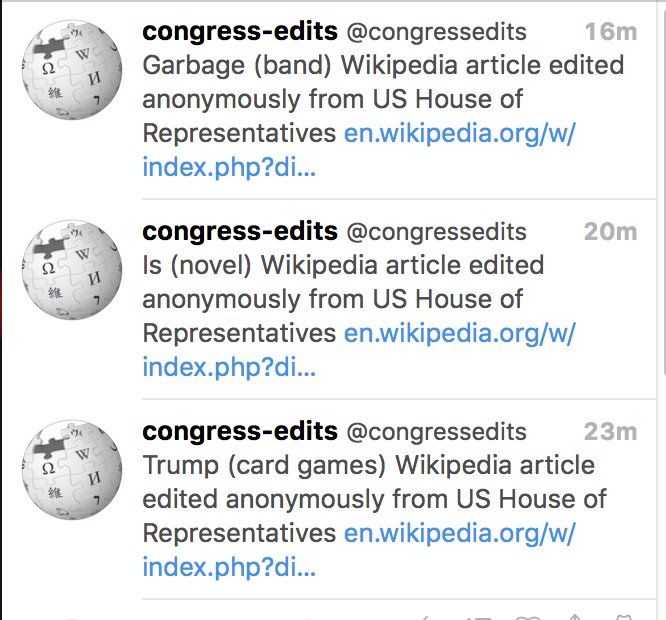 congress-edits @congressedits 16m
Garbage (band) Wikipedia article edited
anonymously from US House of
Representatives en.wikipedia.org/w/
index.php?di...
congress-edits @congressedits 20m
Is (novel) Wikipedia article edited
anonymously from US House of
Representatives en.wikipedia.org/w/
index.php?di...
congress-edits @congressedits 23m
Trump (card games) Wikipedia article
edited anonymously from US House of
Representatives en.wikipedia.org/w/
index.php?di...